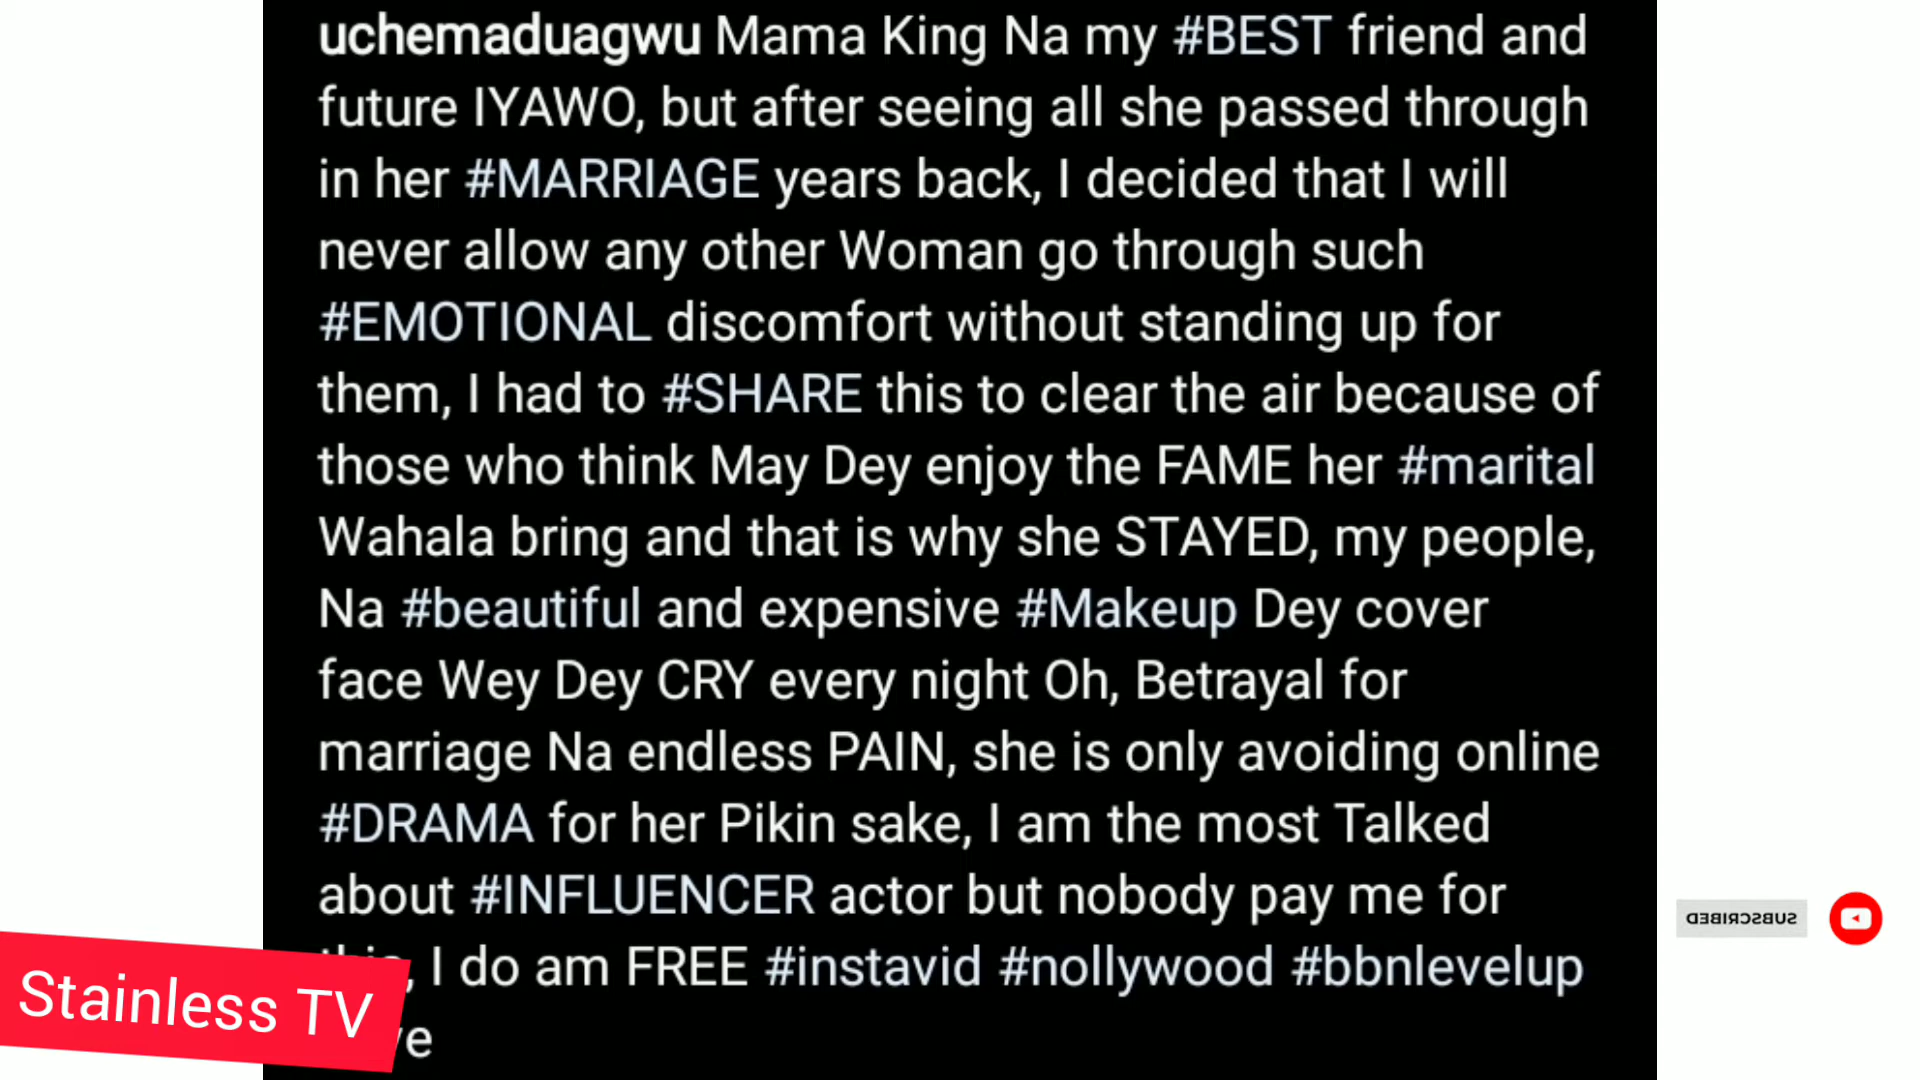 uchemaduagwu Mama King Na my #BEST friend and
future IYAWO, but after seeing all she passed through
in her #MARRIAGE years back, I decided that I will
never allow any other Woman go through such
#EMOTIONAL discomfort without standing up for
them, I had to #SHARE this to clear the air because of
those who think May Dey enjoy the FAME her #marital
Wahala bring and that is why she STAYED, my people,
Na #beautiful and expensive #Makeup Dey cover
face Wey Dey CRY every night Oh, Betrayal for
marriage Na endless PAIN, she is only avoiding online
#DRAMA for her Pikin sake, I am the most Talked
about #INFLUENCER actor but nobody pay me for
this, I do am FREE #instavid #nollywood #bbnlevelup
Stainless TV
SUBSCRIBED